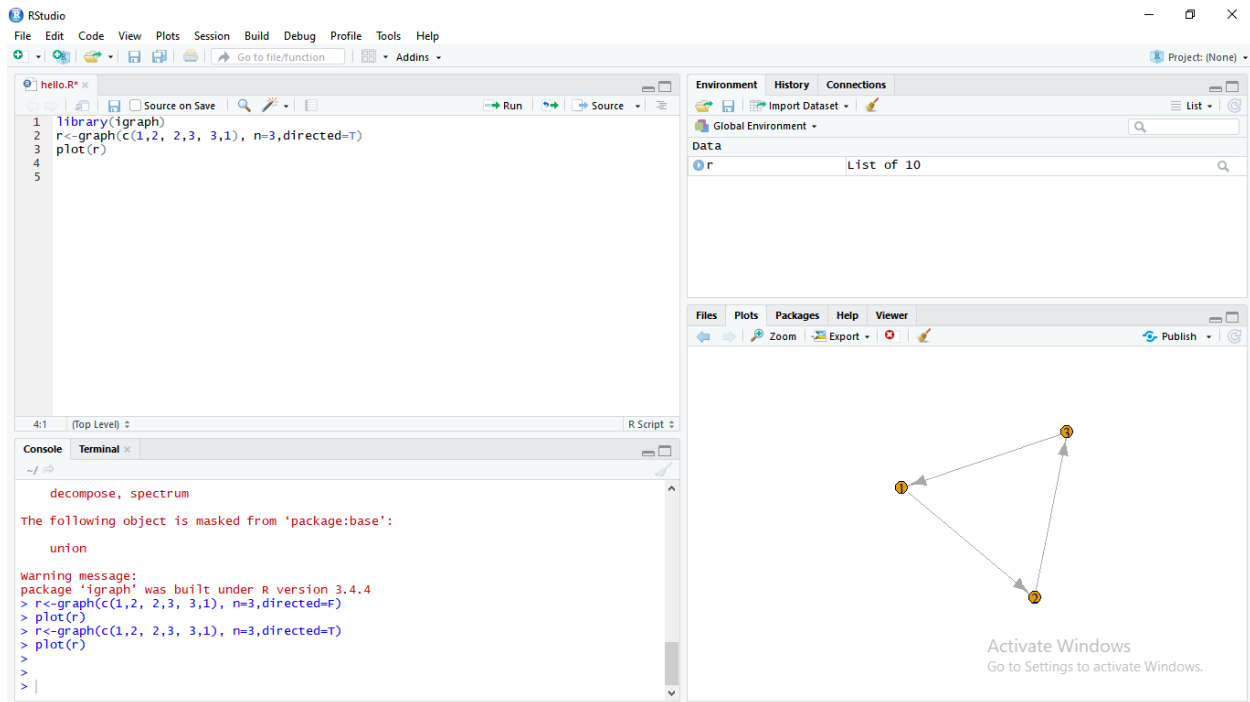 RStudio
File Edit Code View Plots Session Build Debug Profile Tools Help
Go to file/function Addins Project: (None)
hello.R*
Source on Save Run Source
1 library(igraph)
2 r<-graph(c(1,2, 2,3, 3,1), n=3,directed=T)
3 plot(r)
4
5
4:1 (Top Level) R Script
Console Terminal
~/
decompose, spectrum
The following object is masked from ‘package:base’:
union
Warning message:
package ‘igraph’ was built under R version 3.4.4
> r<-graph(c(1,2, 2,3, 3,1), n=3,directed=F)
> plot(r)
> r<-graph(c(1,2, 2,3, 3,1), n=3,directed=T)
> plot(r)
>
>
>
Environment History Connections
Import Dataset List
Global Environment
Data
r List of 10
Files Plots Packages Help Viewer
Zoom Export Publish
3
1
2
Activate Windows
Go to Settings to activate Windows.